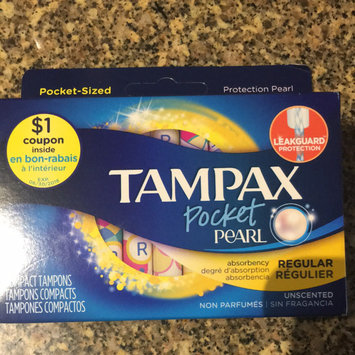 Pocket-Sized
Protection Pearl
$1
coupon
inside
en bon-rabais
à l'intérieur
EXP.
LEAKGUARD
PROTECTION
TAMPAX
Pocket
PEARL
absorbency
degré d'absorption
absorbencia
REGULAR
RÉGULIER
TAMPONS
TAMPONS COMPACTS
TAMPONES COMPACTOS
UNSCENTED
NON PARFUMÉS | SIN FRAGANCIA